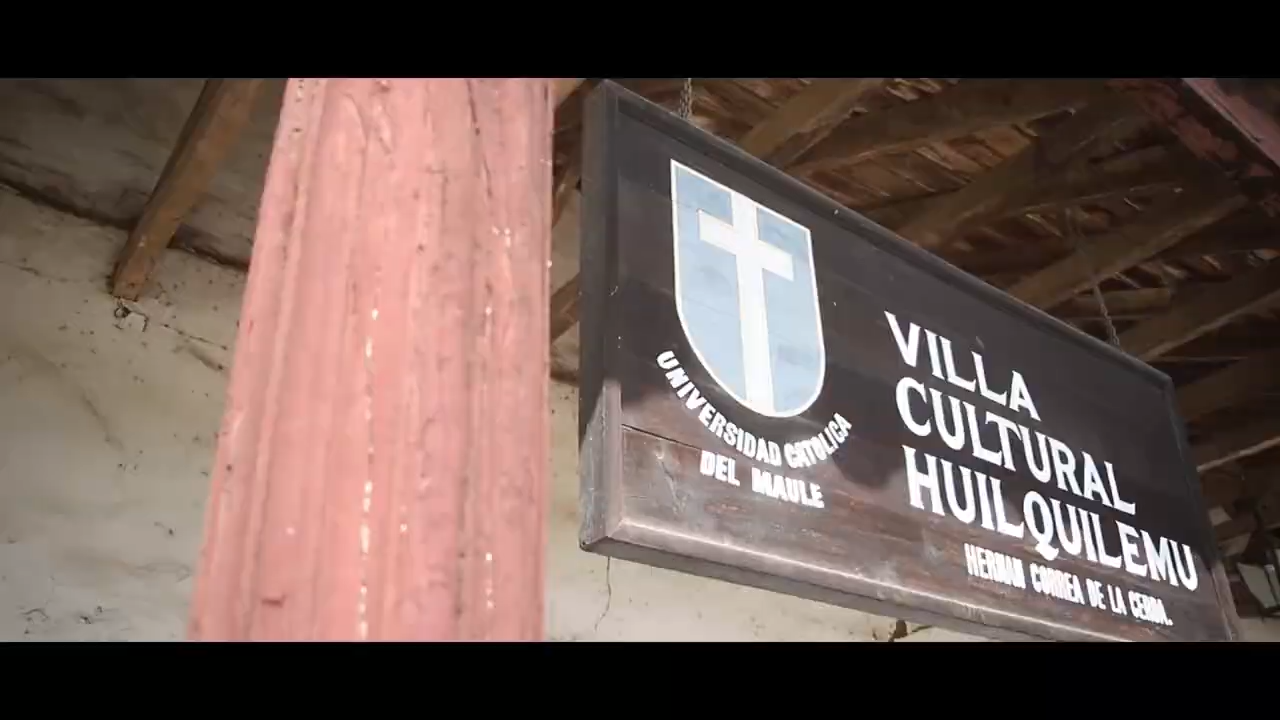 UNIVERSIDAD CATOLICA
DEL MAULE
VILLA
CULTURAL
HUILQUILEMU
HERNAN CORREA DE LA CERDA.